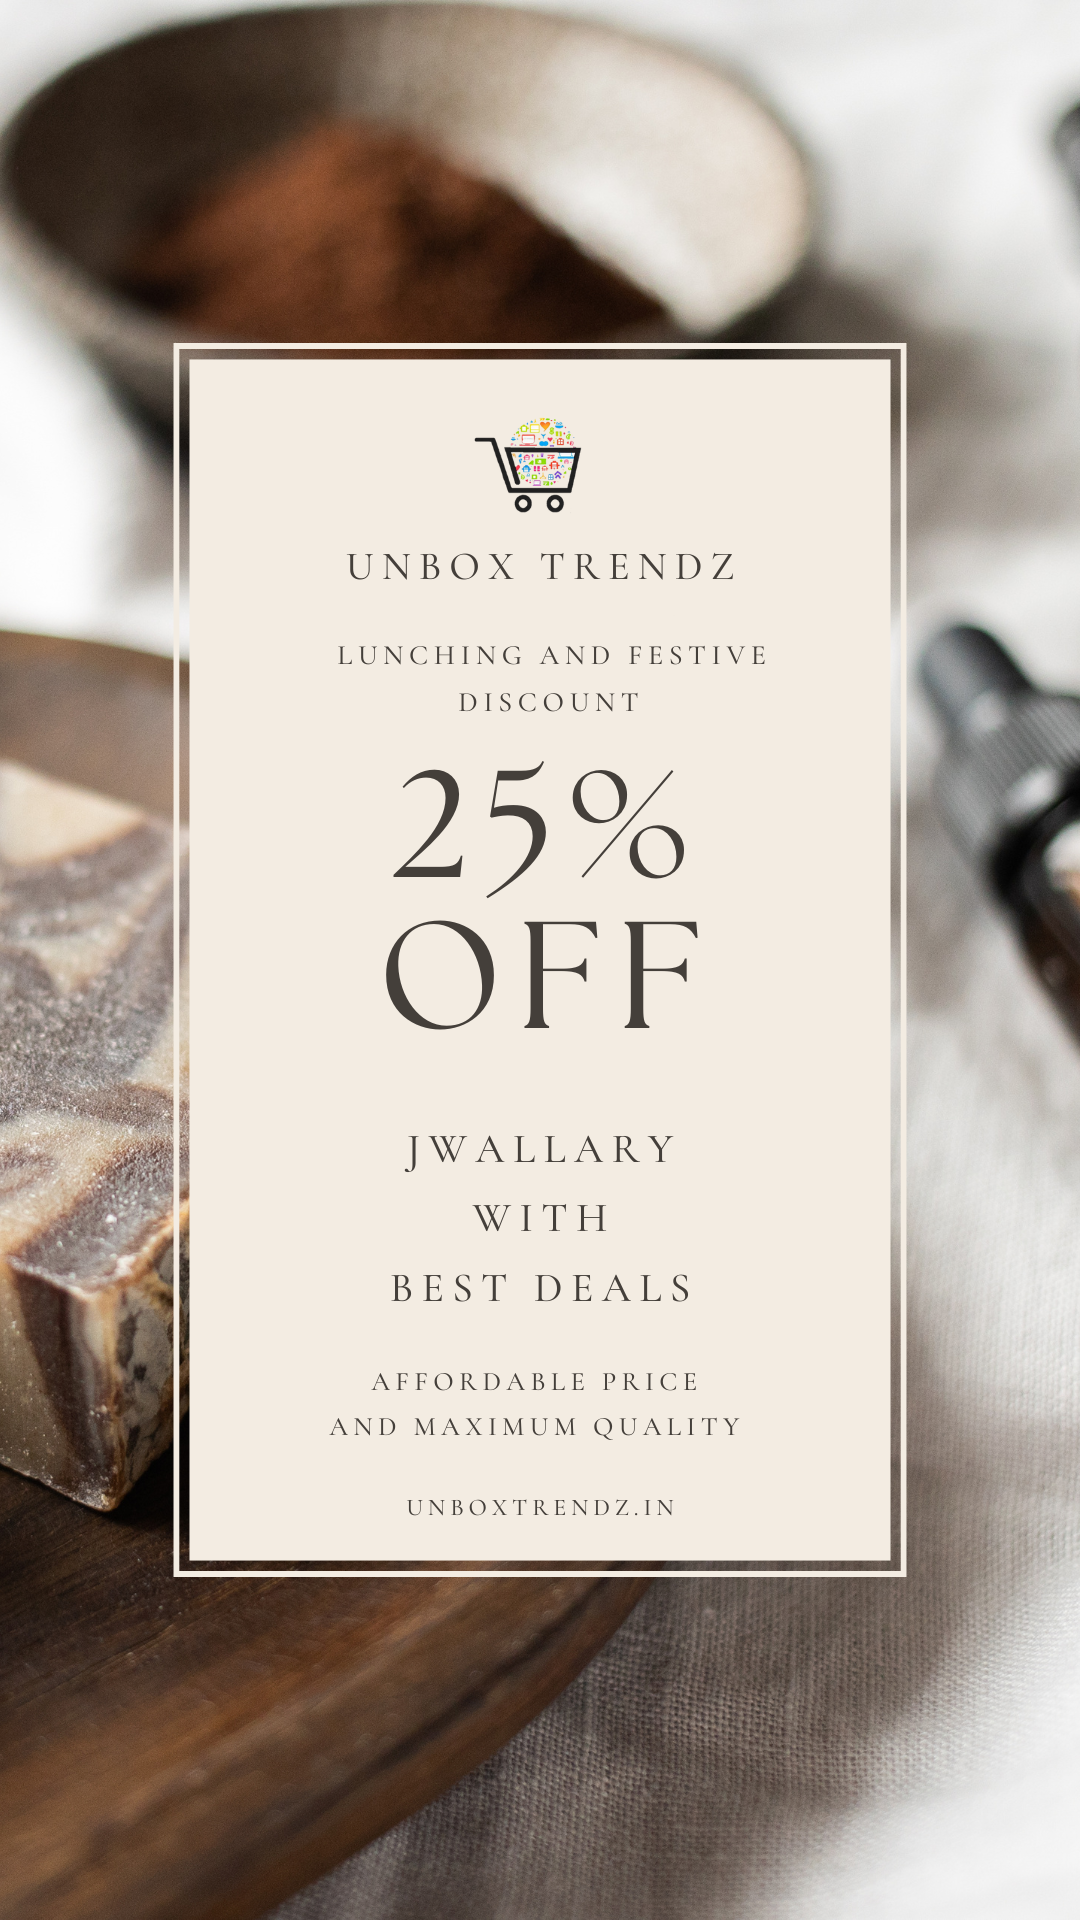 UNBOX TRENDZ
LUNCHING AND FESTIVE
DISCOUNT
25%
OFF
JWALLARY
WITH
BEST DEALS
AFFORDABLE PRICE
AND MAXIMUM QUALITY
UNBOXTRENDZ.IN